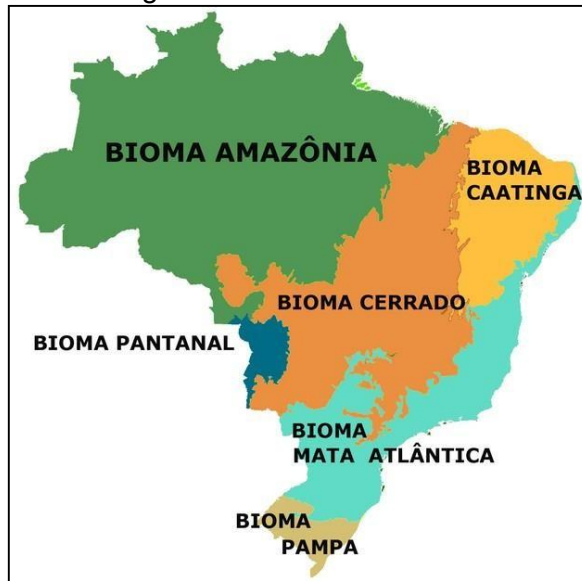 BIOMA AMAZÔNIA
BIOMA
CAATINGA
BIOMA CERRADO
BIOMA PANTANAL
BIOMA
MATA ATLÂNTICA
BIOMA
PAMPA